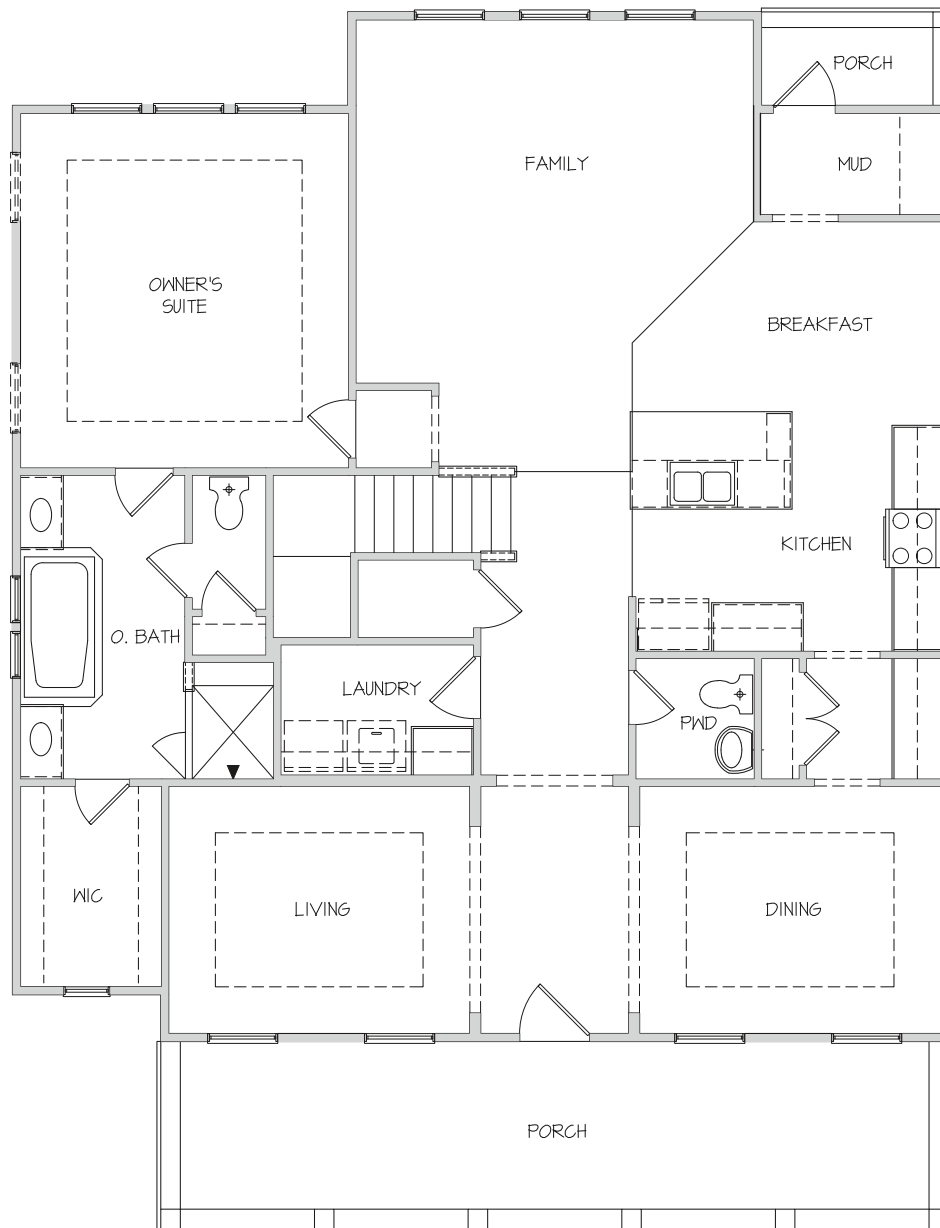 PORCH
FAMILY
MUD
OWNER'S
SUITE
BREAKFAST
KITCHEN
O. BATH
LAUNDRY
PWD
WIC
LIVING
DINING
PORCH